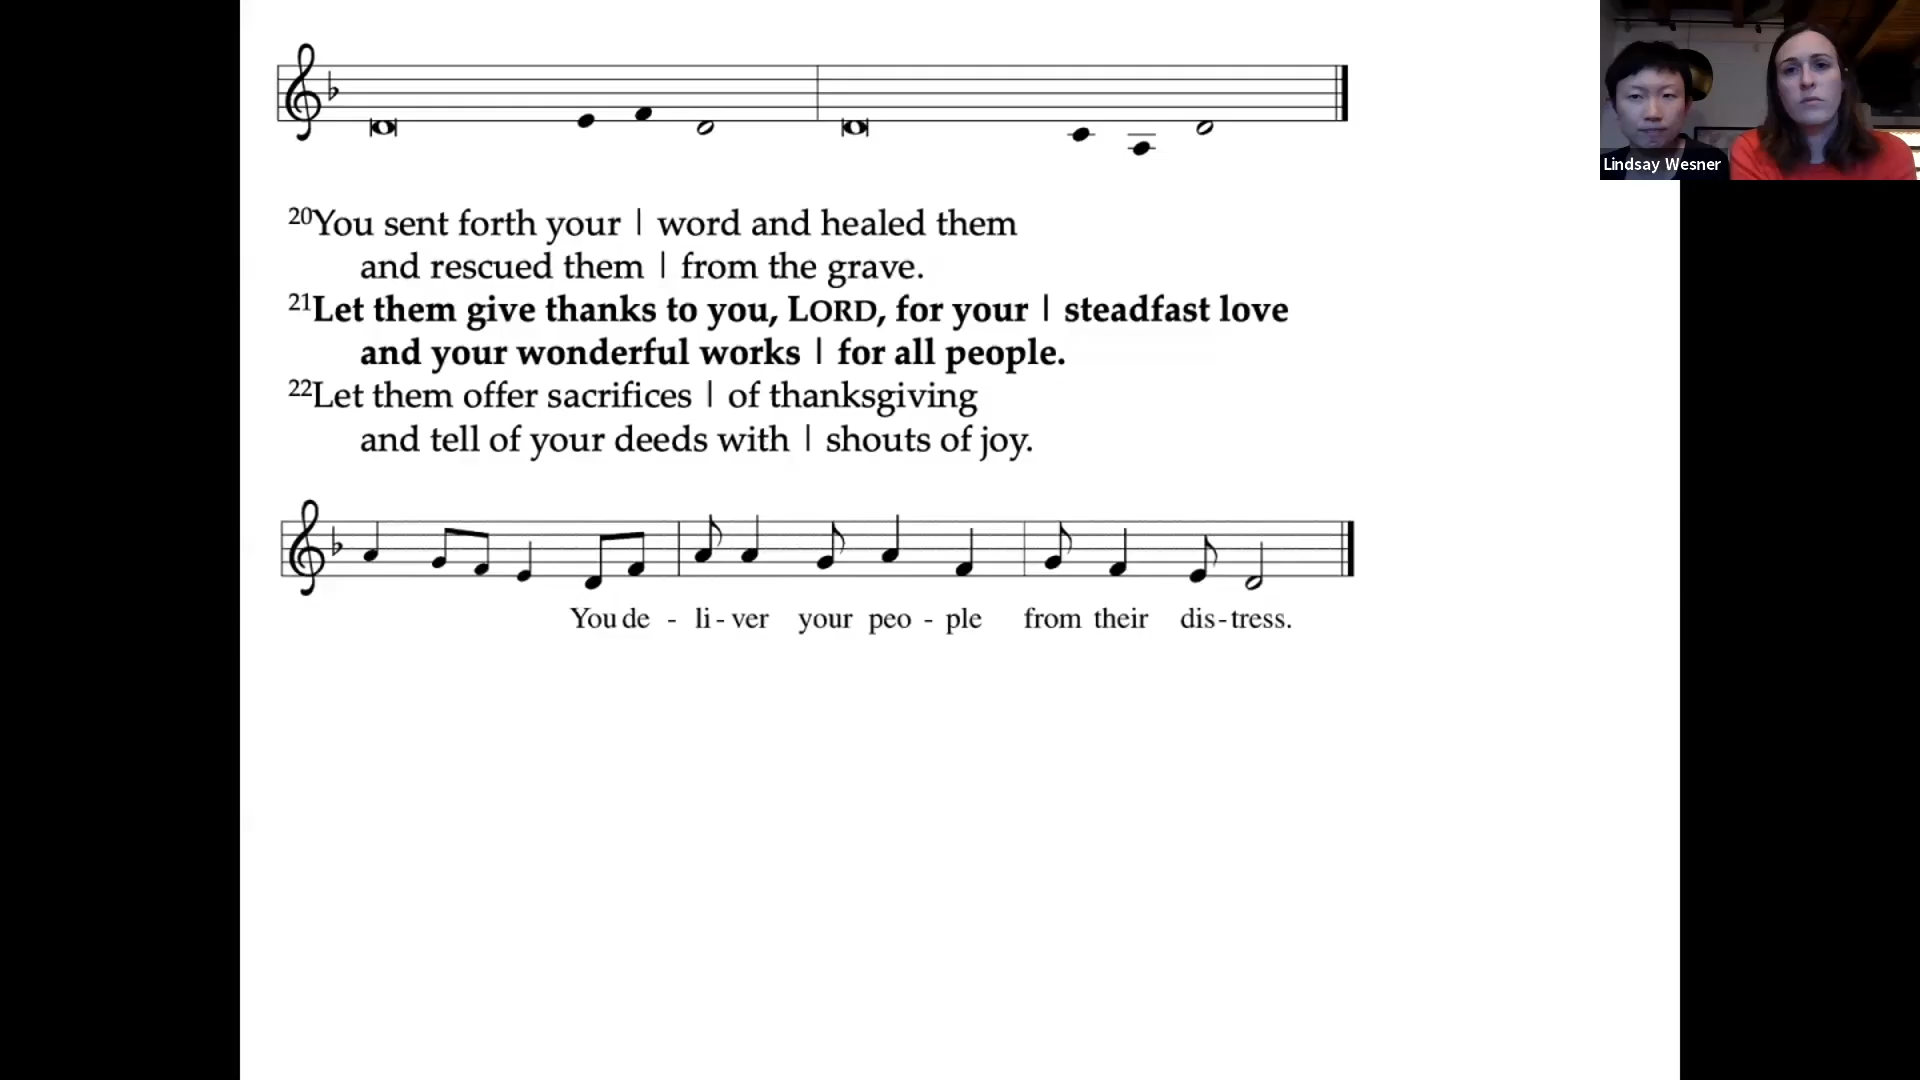 20You sent forth your | word and healed them
and rescued them | from the grave.
21Let them give thanks to you, LORD, for your | steadfast love
and your wonderful works | for all people.
22Let them offer sacrifices | of thanksgiving
and tell of your deeds with | shouts of joy.
You de - li - ver your peo - ple from their dis - tress.
Lindsay Wesner